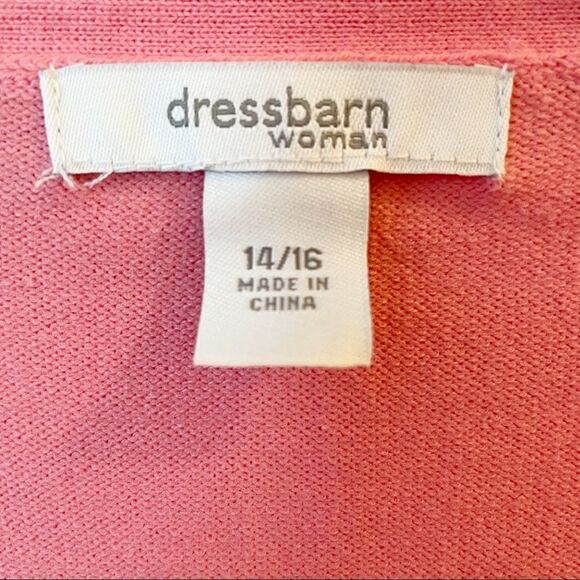 dressbarn
woman
14/16
MADE IN
CHINA